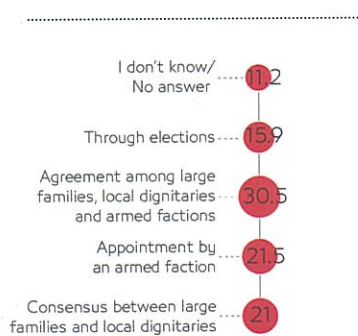 I don't know/
No answer
11.2
Through elections
15.9
Agreement among large
families, local dignitaries
and armed factions
30.5
Appointment by
an armed faction
21.5
Consensus between large
families and local dignitaries
21